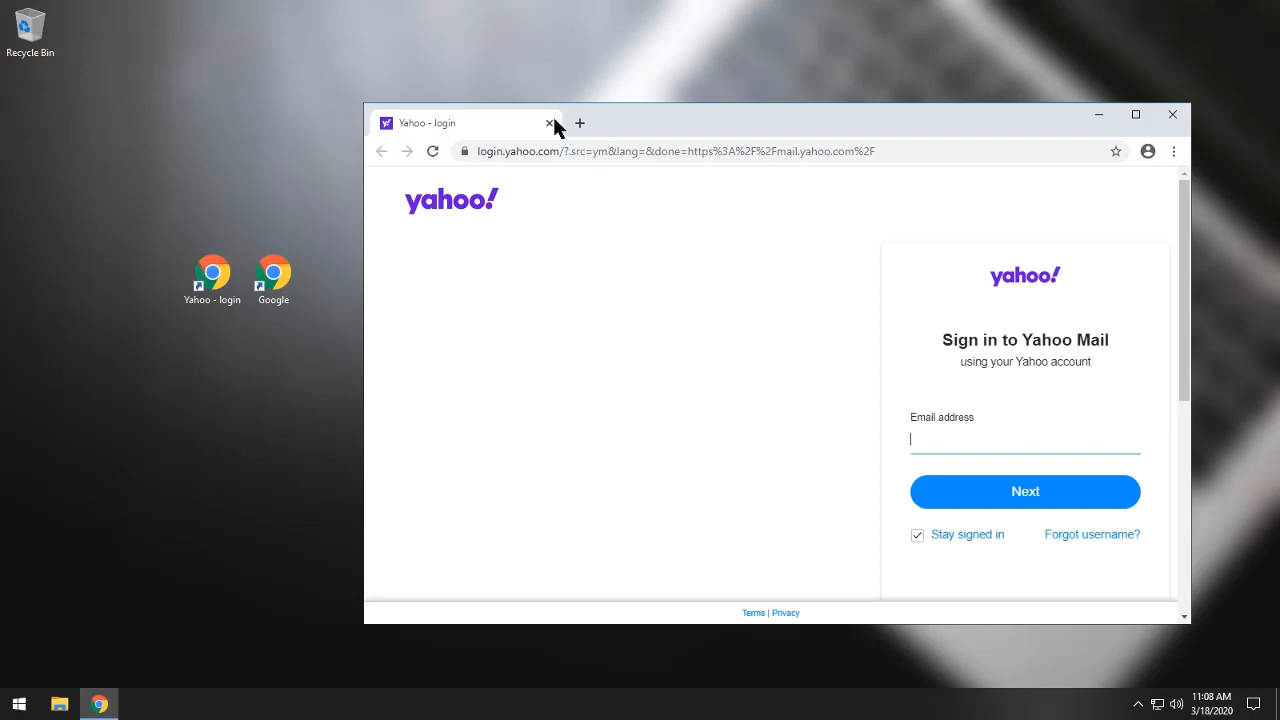 Recycle Bin
Yahoo - login
Google
Yahoo - login
login.yahoo.com/?.src=ym&lang=&done=https%3A%2F%2Fmail.yahoo.com%2F
yahoo!
yahoo!
Sign in to Yahoo Mail
using your Yahoo account
Email address
Next
Stay signed in
Forgot username?
Terms | Privacy
11:08 AM
3/18/2020